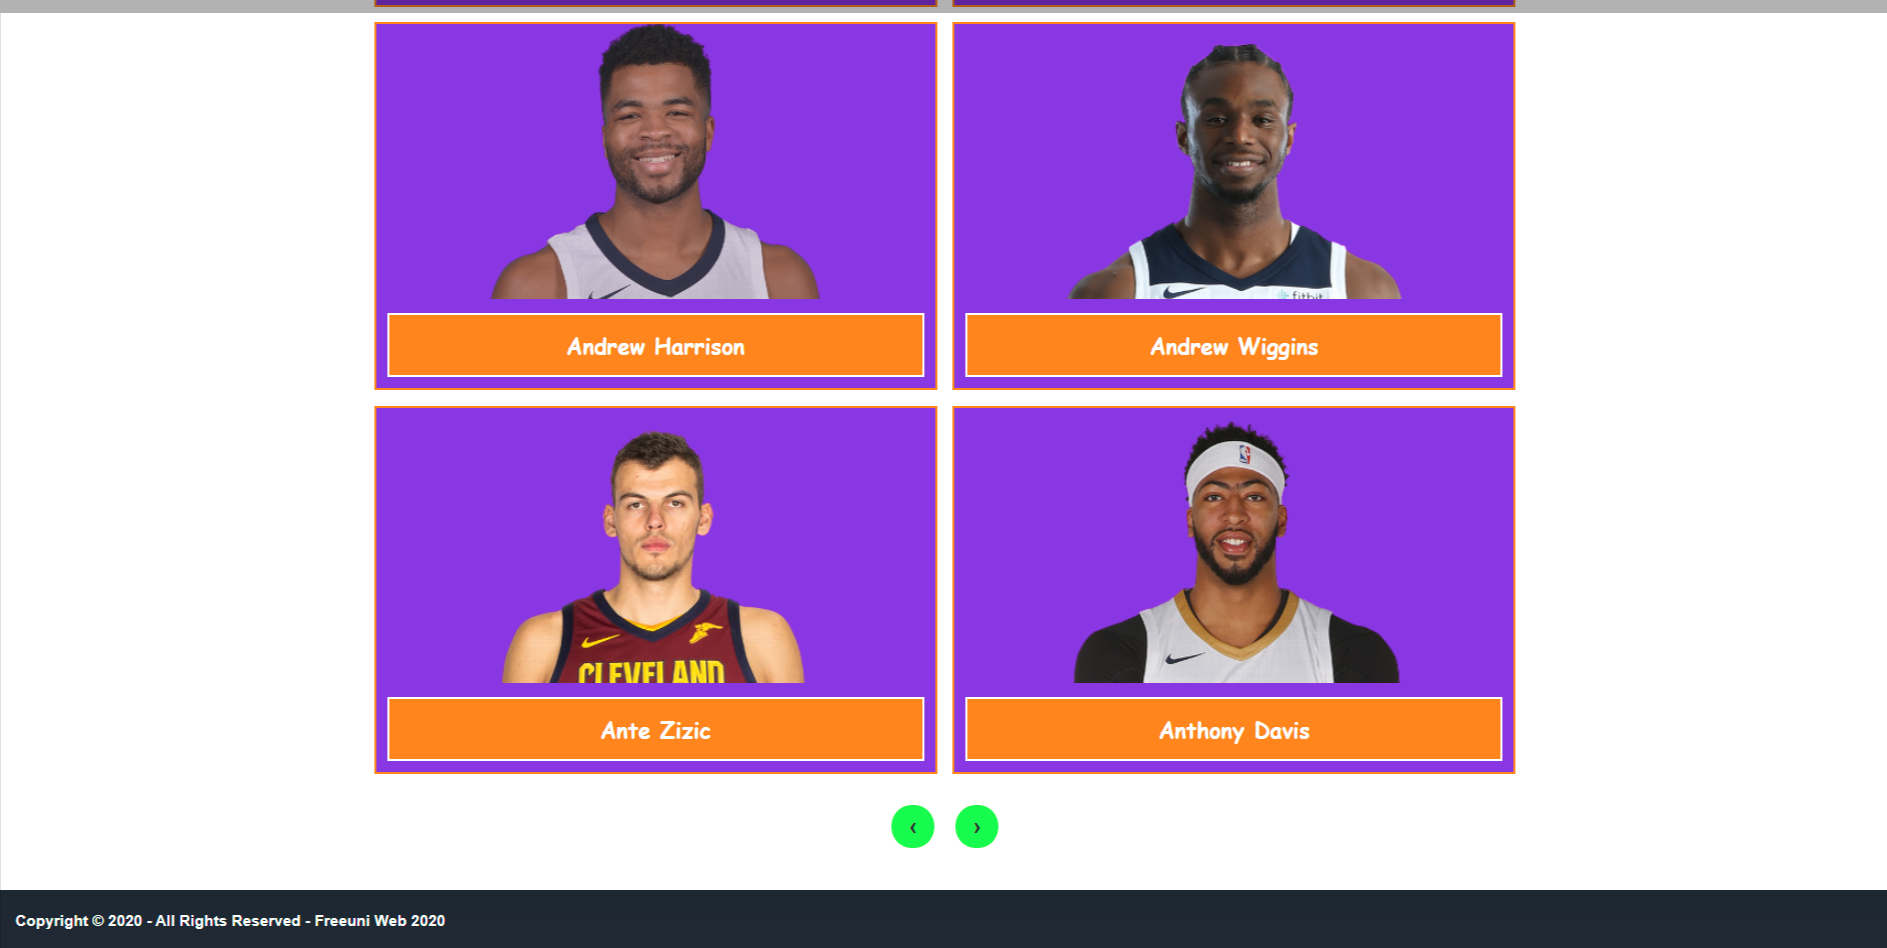 fitbit
Andrew Harrison
Andrew Wiggins
CLEVELAND
Ante Zizic
Anthony Davis
‹ ›
Copyright © 2020 - All Rights Reserved - Freeuni Web 2020